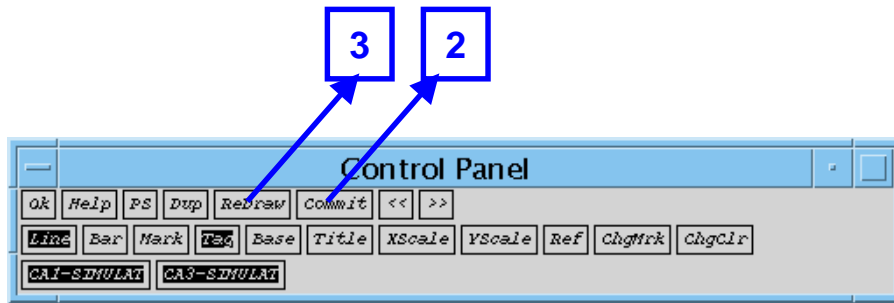 3 2
Control Panel
Ok Help PS Dup ReDraw Commit << >>
Line Bar Mark Tag Base Title XScale YScale Ref ChgMrk ChgClr
CA1-SIMULAT CA3-SIMULAT